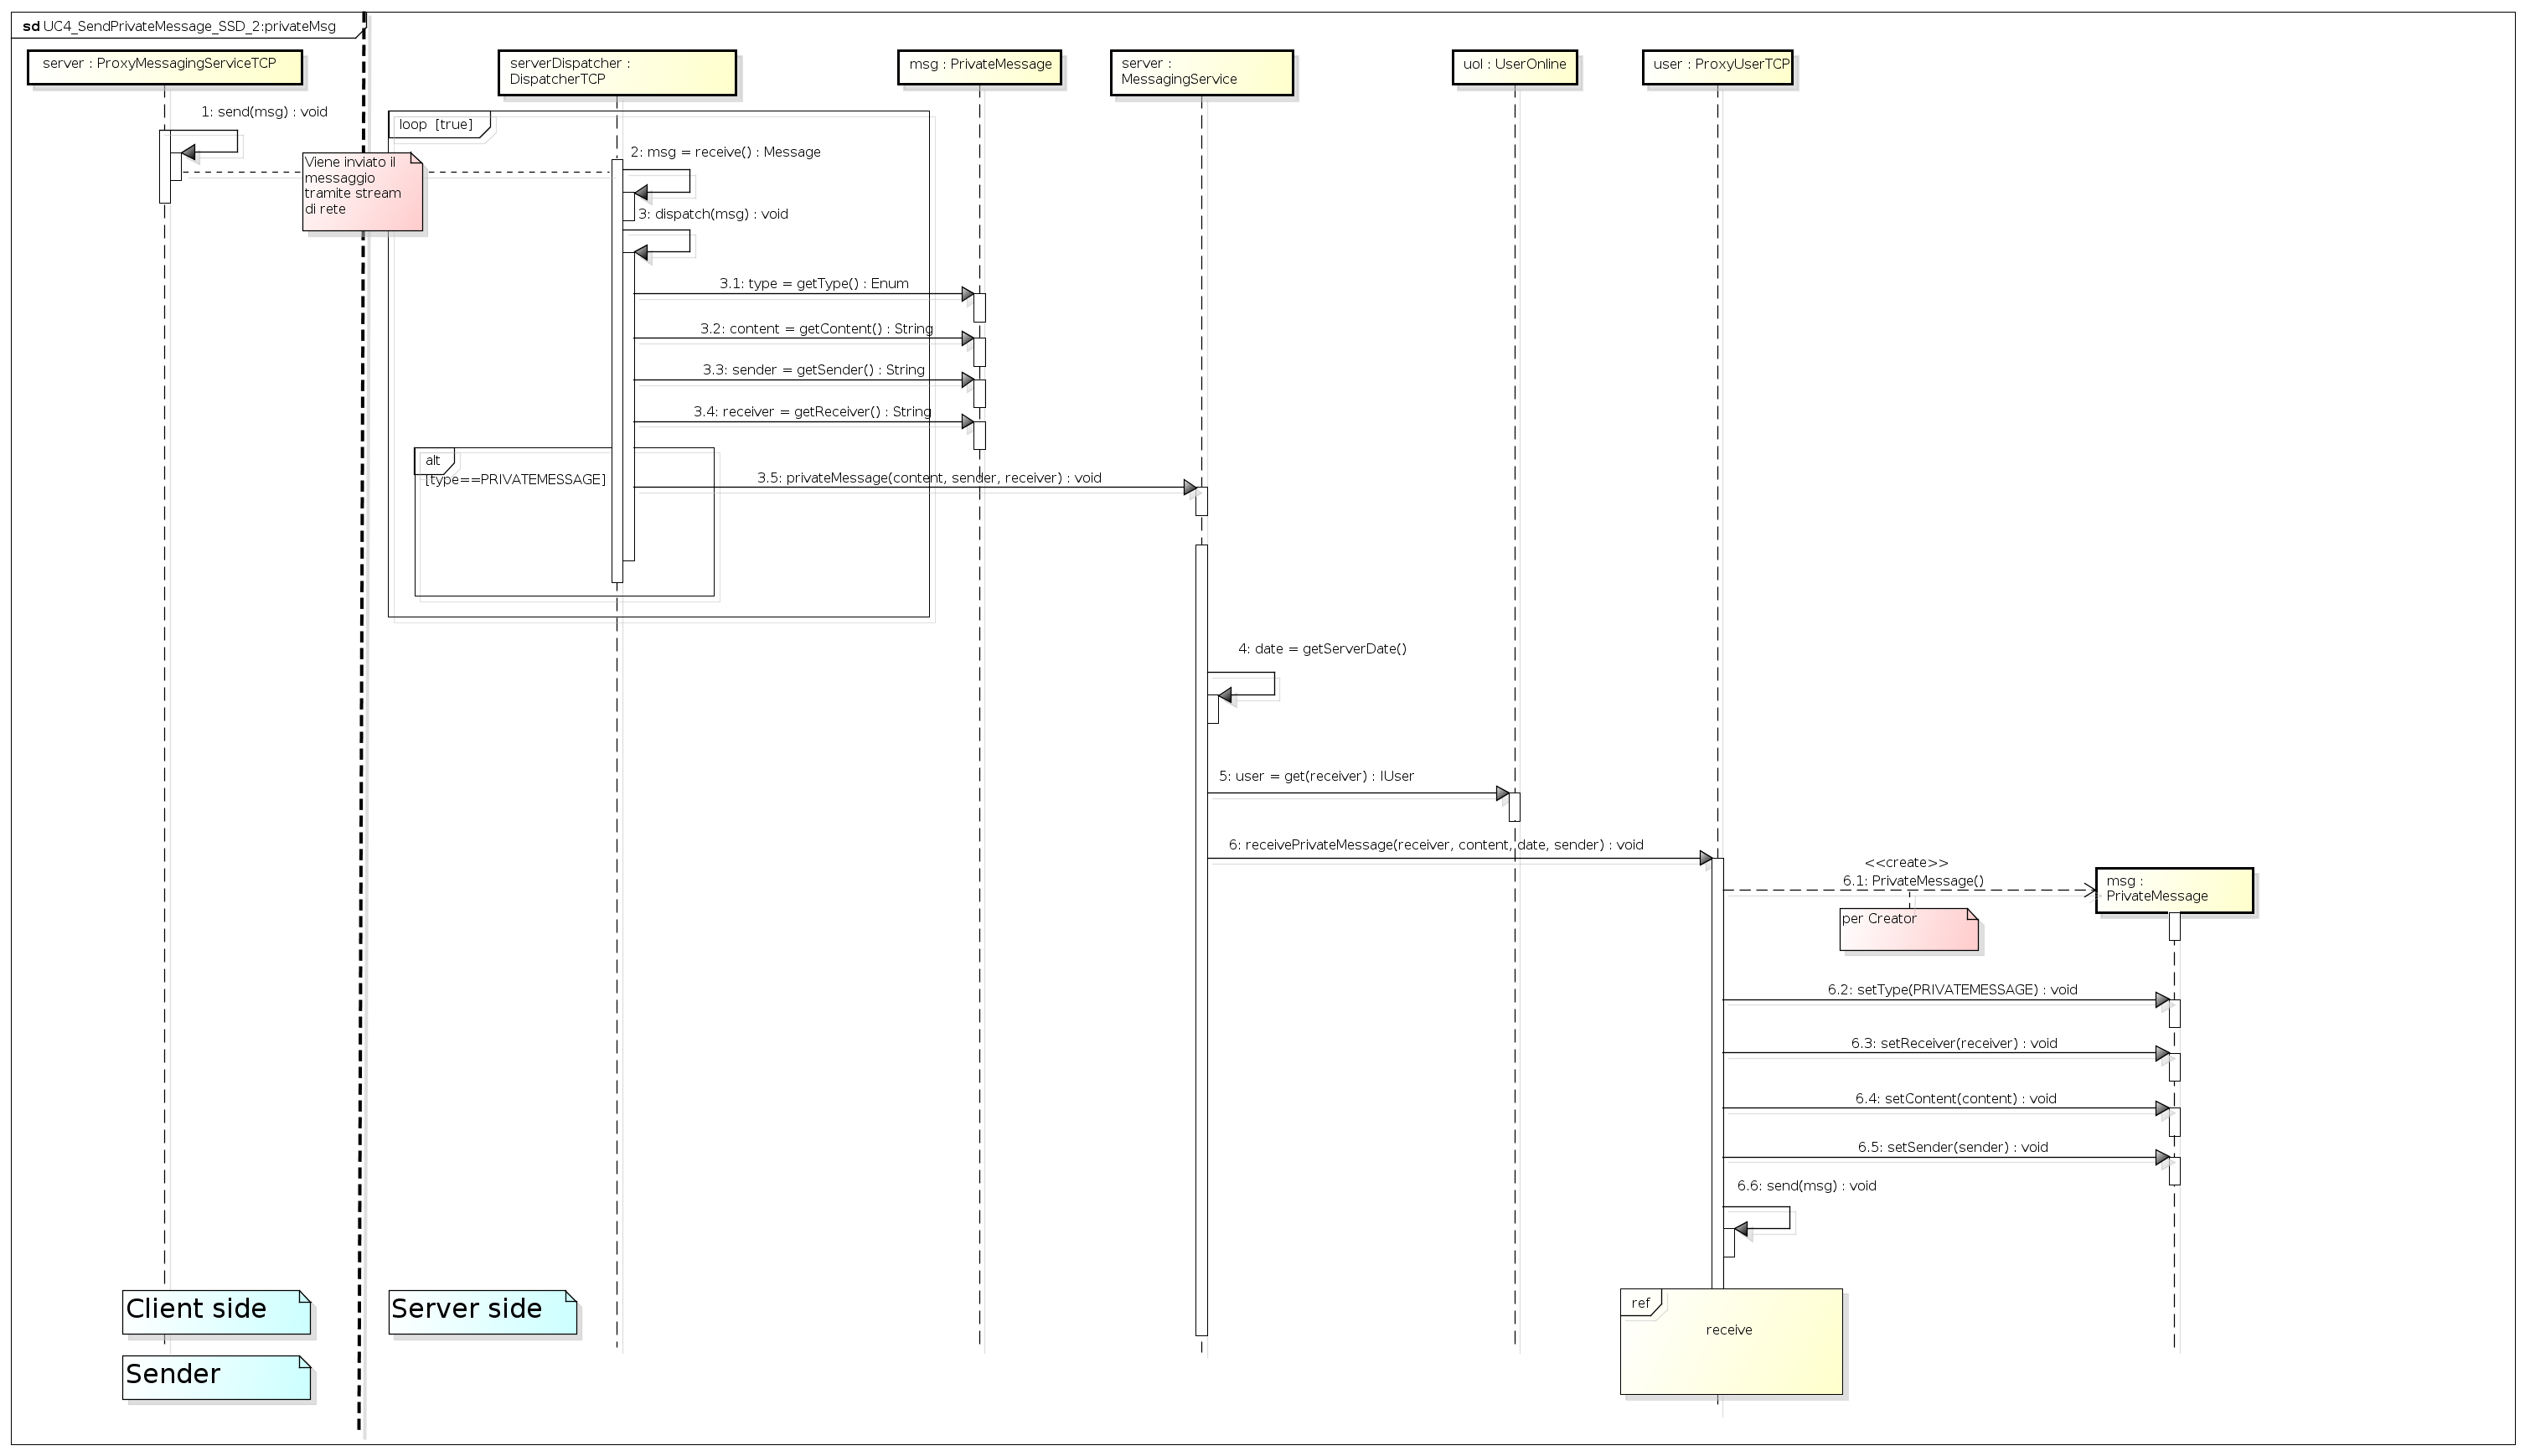 sd UC4_SendPrivateMessage_SSD_2:privateMsg
server : ProxyMessagingServiceTCP
serverDispatcher :
DispatcherTCP
msg : PrivateMessage
server :
MessagingService
uol : UserOnline
user : ProxyUserTCP
1: send(msg) : void
loop [true]
Viene inviato il
messaggio
tramite stream
di rete
2: msg = receive() : Message
3: dispatch(msg) : void
3.1: type = getType() : Enum
3.2: content = getContent() : String
3.3: sender = getSender() : String
3.4: receiver = getReceiver() : String
alt
[type==PRIVATEMESSAGE]
3.5: privateMessage(content, sender, receiver) : void
4: date = getServerDate()
5: user = get(receiver) : IUser
6: receivePrivateMessage(receiver, content, date, sender) : void
<<create>>
6.1: PrivateMessage()
msg :
PrivateMessage
per Creator
6.2: setType(PRIVATEMESSAGE) : void
6.3: setReceiver(receiver) : void
6.4: setContent(content) : void
6.5: setSender(sender) : void
6.6: send(msg) : void
ref
receive
Client side
Server side
Sender